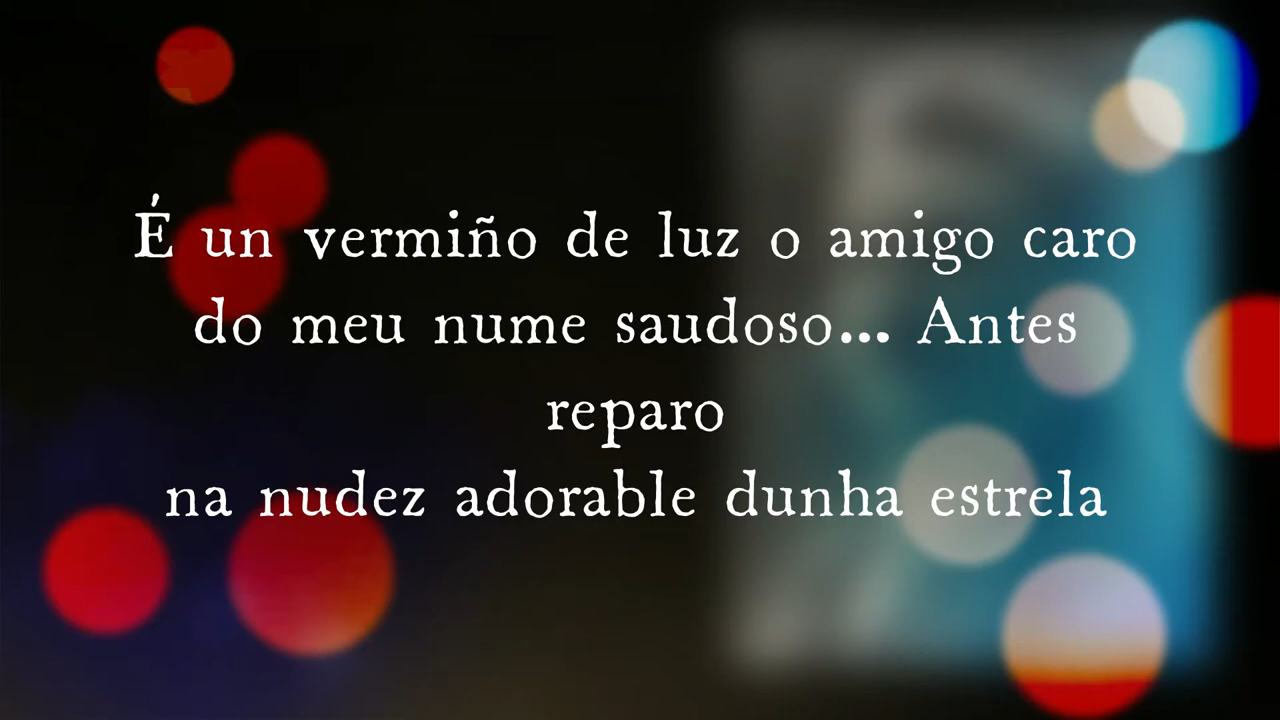 É un vermiño de luz o amigo caro
do meu nume saudoso... Antes
reparo
na nudez adorable dunha estrela